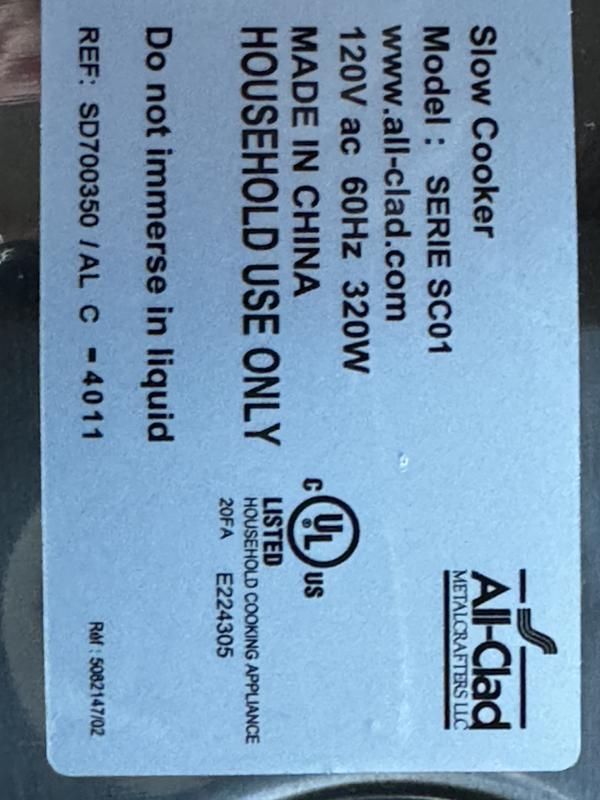 Slow Cooker
Model : SERIE SC01
www.all-clad.com
120V ac 60Hz 320W
MADE IN CHINA
HOUSEHOLD USE ONLY
Do not immerse in liquid
REF: SD700350 /AL C - 4011
All-Clad
METALCRAFTERS LLC
C UL® US
LISTED
HOUSEHOLD COOKING APPLIANCE
20FA E224305
Réf : 5082147/02